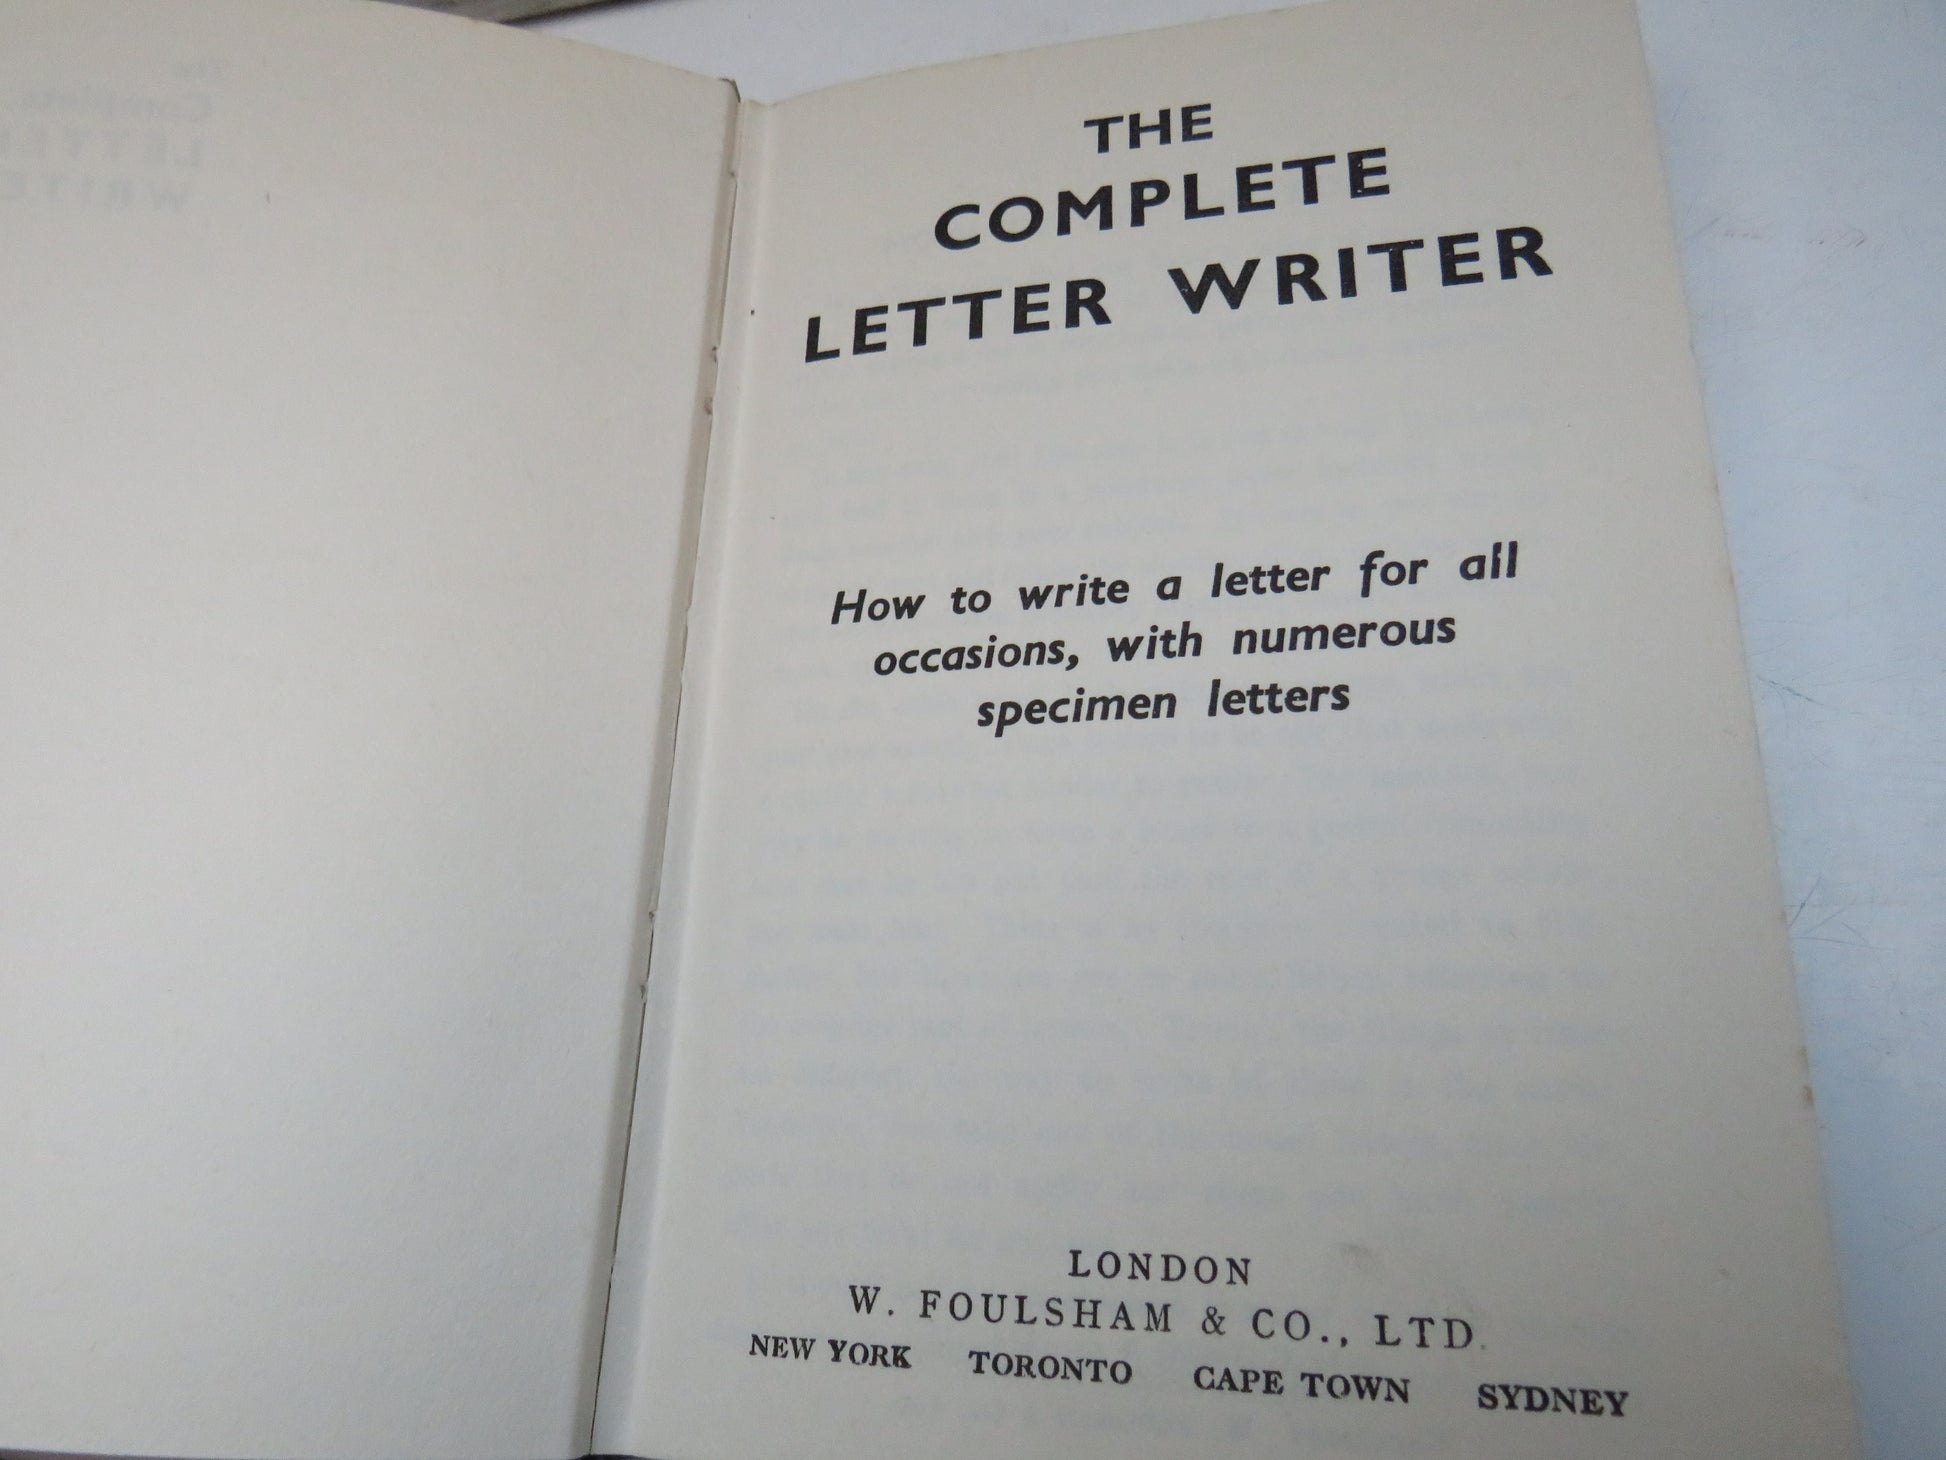 THE
COMPLETE
LETTER WRITER
How to write a letter for all
occasions, with numerous
specimen letters
LONDON
W. FOULSHAM & CO., LTD.
NEW YORK TORONTO CAPE TOWN SYDNEY